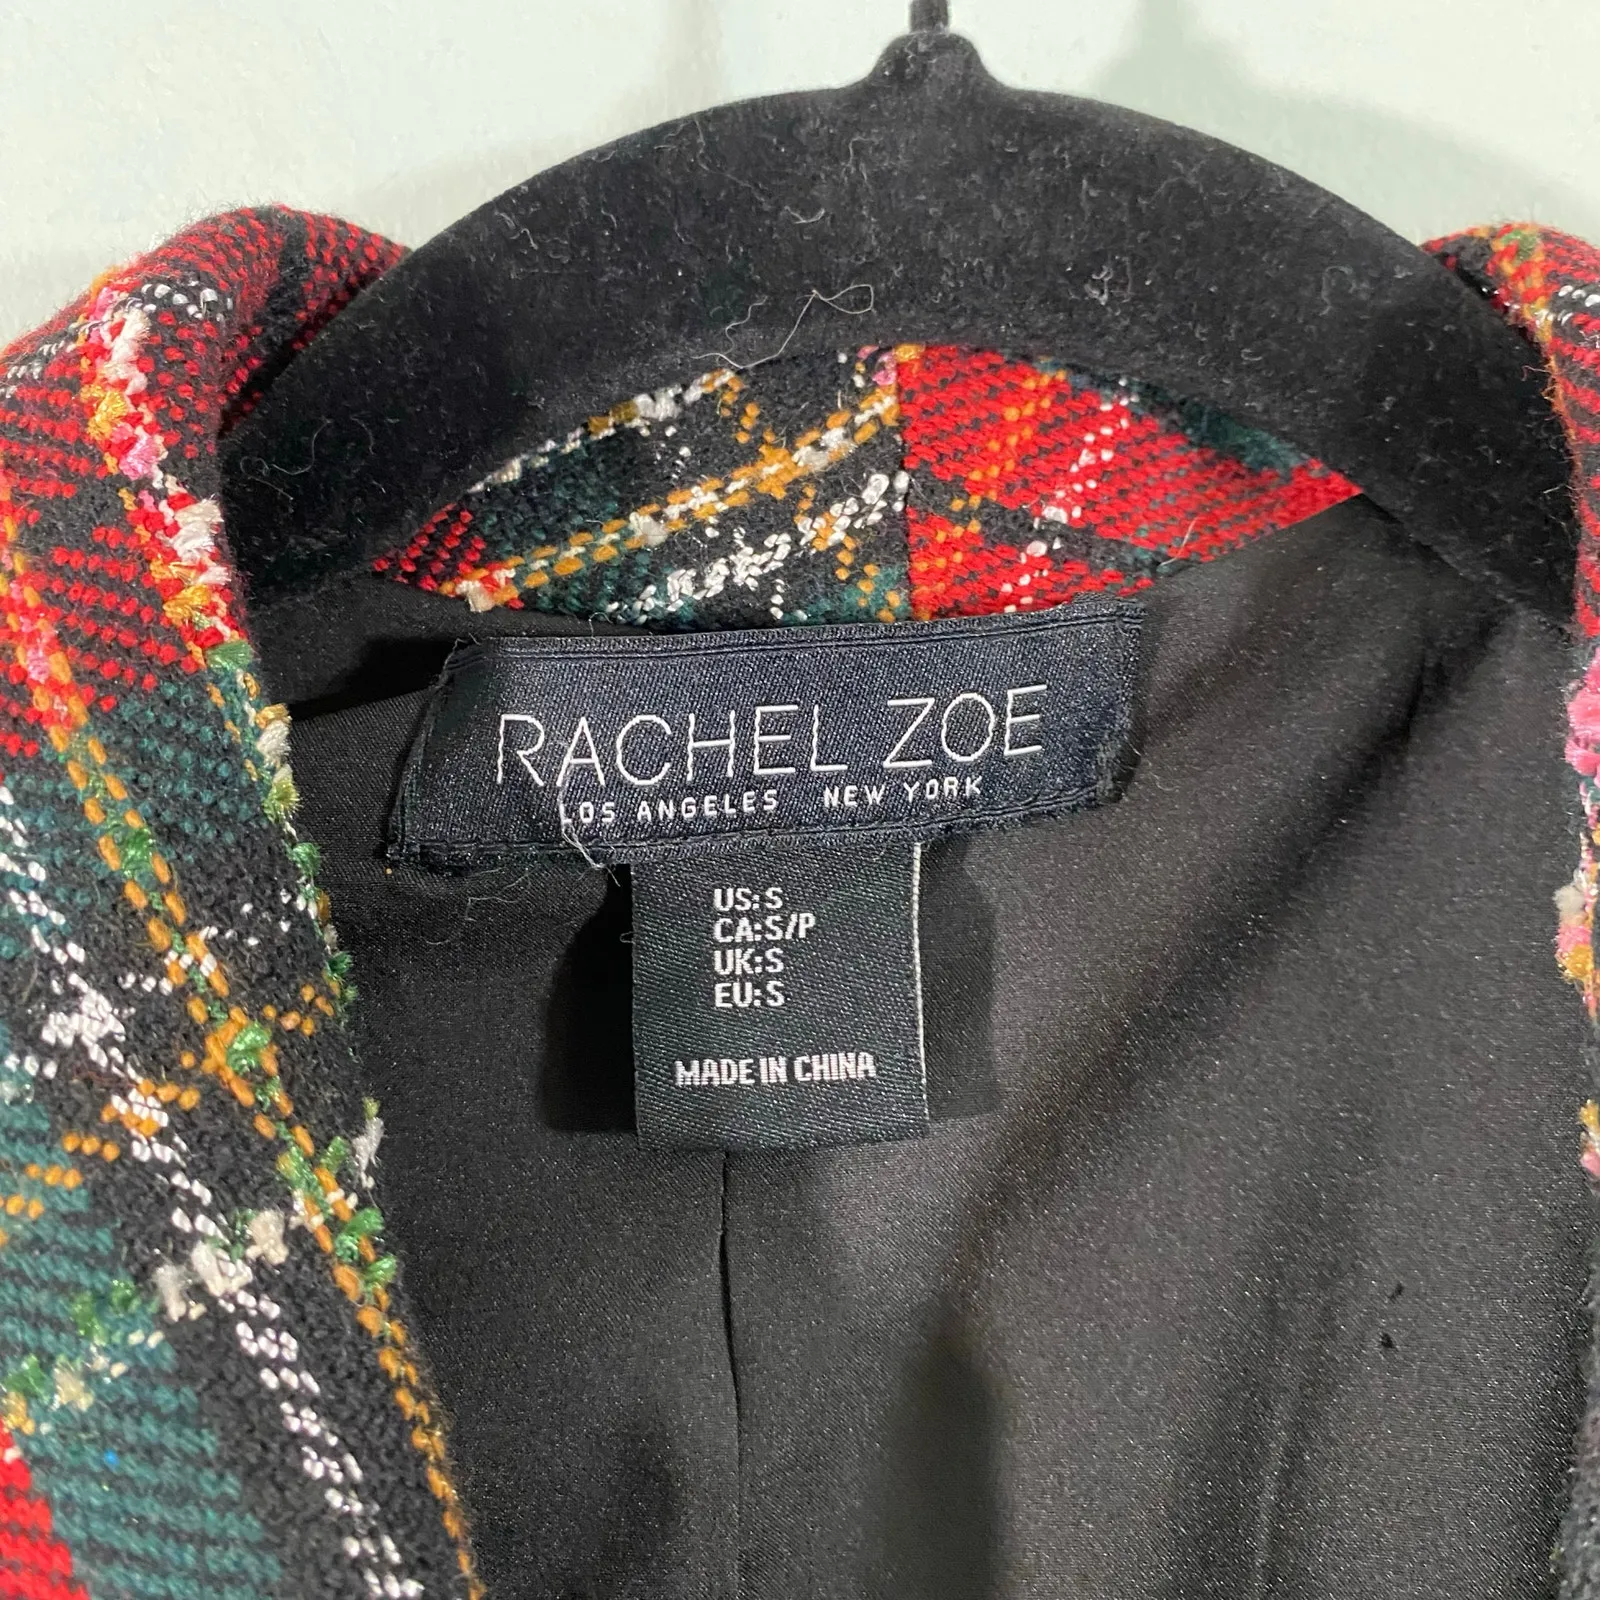 RACHEL ZOE
LOS ANGELES NEW YORK
US: S
CA: S/P
UK: S
EU: S
MADE IN CHINA